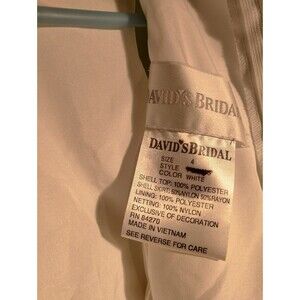 DAVID'S BRIDAL
DAVID'S BRIDAL
SIZE 4
STYLE
COLOR WHITE
SHELL TOP: 100% POLYESTER
SHELL SKIRT: 50%NYLON 50%RAYON
LINING: 100% POLYESTER
NETTING: 100% NYLON
EXCLUSIVE OF DECORATION
RN 84270
MADE IN VIETNAM
SEE REVERSE FOR CARE